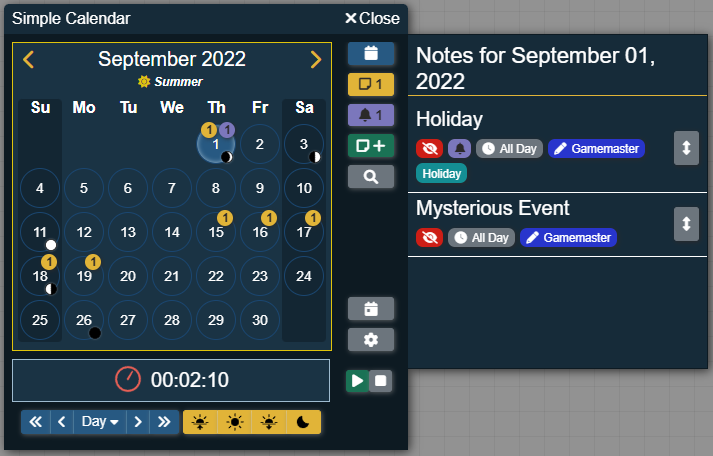 Simple Calendar
Close
September 2022
Summer
Su Mo Tu We Th Fr Sa
1 1
1 2 3
4 5 6 7 8 9 10
1 1 1
11 12 13 14 15 16 17
1 1
18 19 20 21 22 23 24
25 26 27 28 29 30
00:02:10
Day
1
1
Notes for September 01,
2022
Holiday
All Day Gamemaster
Holiday
Mysterious Event
All Day Gamemaster